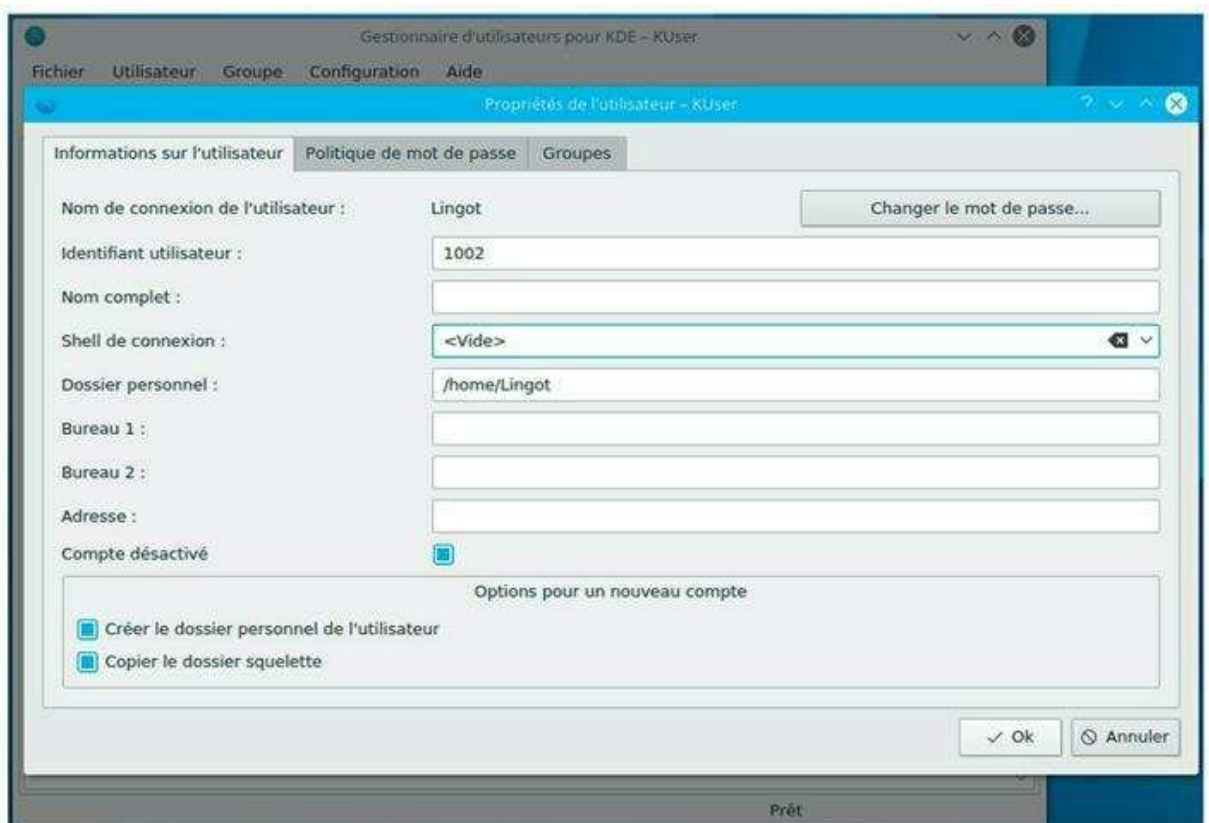 Gestionnaire d'utilisateurs pour KDE – KUser
Fichier Utilisateur Groupe Configuration Aide
Propriétés de l'utilisateur – KUser
Informations sur l'utilisateur Politique de mot de passe Groupes
Nom de connexion de l'utilisateur : Lingot Changer le mot de passe...
Identifiant utilisateur : 1002
Nom complet :
Shell de connexion : <Vide>
Dossier personnel : /home/Lingot
Bureau 1 :
Bureau 2 :
Adresse :
Compte désactivé
Options pour un nouveau compte
Créer le dossier personnel de l'utilisateur
Copier le dossier squelette
Ok Annuler
Prêt